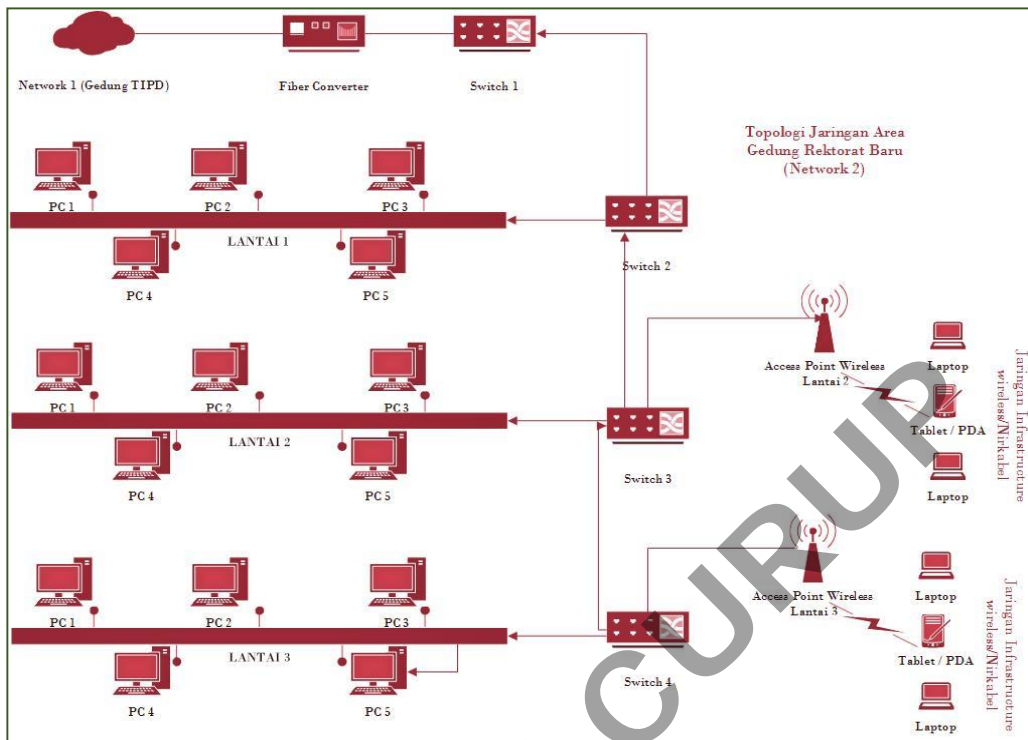 Network 1 (Gedung TIPD)
Fiber Converter
Switch 1
Topologi Jaringan Area
Gedung Rektorat Baru
(Network 2)
PC 1
PC 2
PC 3
LANTAI 1
PC 4
PC 5
Switch 2
Access Point Wireless
Lantai 2
Laptop
Tablet / PDA
Laptop
Jaringan Infrastructure
wireless/Nirkabel
PC 1
PC 2
PC 3
LANTAI 2
PC 4
PC 5
Switch 3
Access Point Wireless
Lantai 3
Laptop
Tablet / PDA
Laptop
Jaringan Infrastructure
wireless/Nirkabel
PC 1
PC 2
PC 3
LANTAI 3
PC 4
PC 5
Switch 4
CURUP